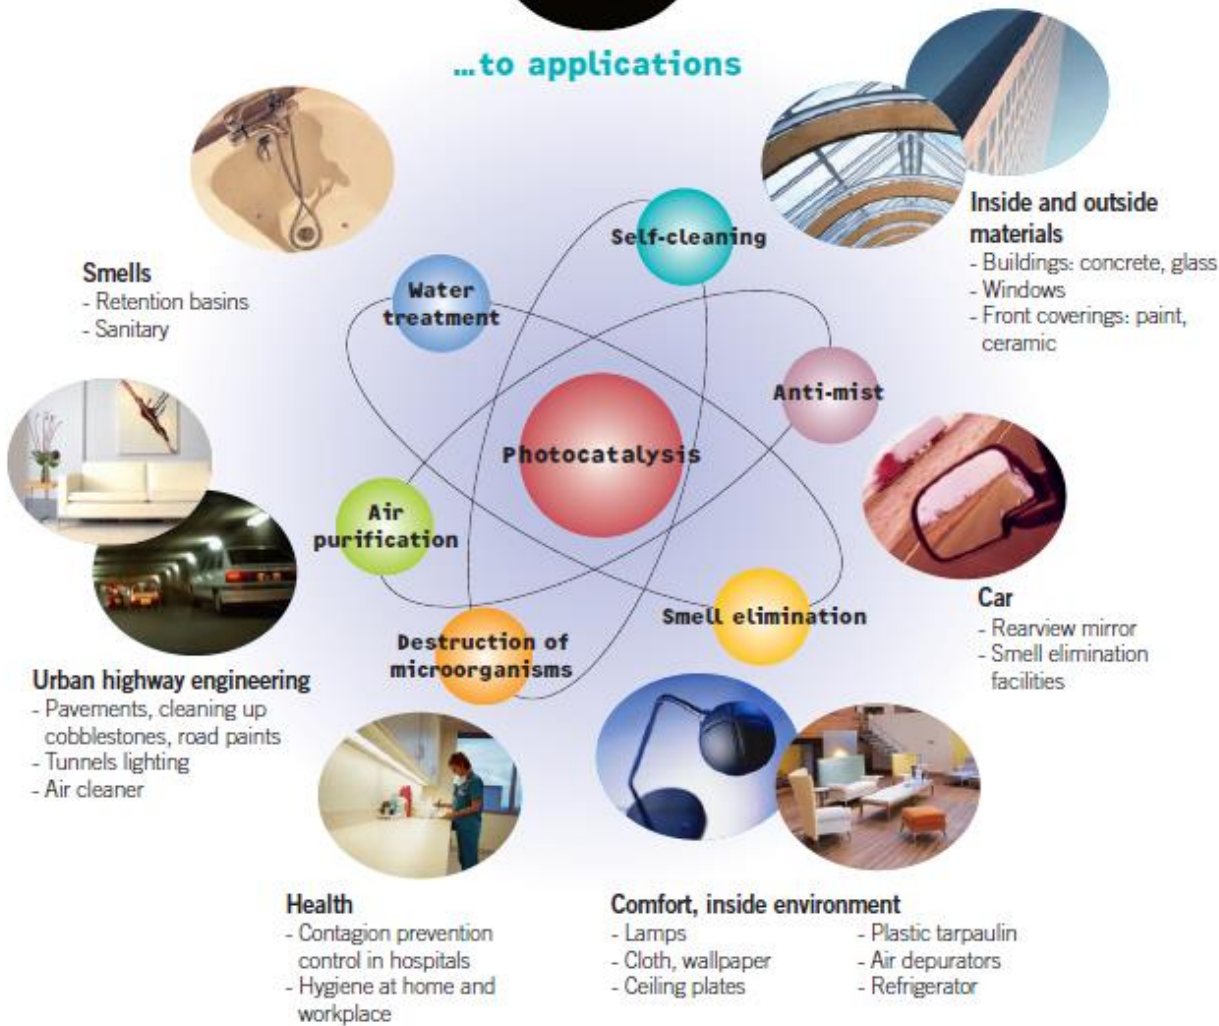 ...to applications
Self-cleaning
Water
treatment
Anti-mist
Photocatalysis
Air
purification
Smell elimination
Destruction of
microorganisms
Inside and outside
materials
- Buildings: concrete, glass
- Windows
- Front coverings: paint,
ceramic
Smells
- Retention basins
- Sanitary
Car
- Rearview mirror
- Smell elimination
facilities
Urban highway engineering
- Pavements, cleaning up
cobblestones, road paints
- Tunnels lighting
- Air cleaner
Health
- Contagion prevention
control in hospitals
- Hygiene at home and
workplace
Comfort, inside environment
- Lamps
- Cloth, wallpaper
- Ceiling plates
- Plastic tarpaulin
- Air depurators
- Refrigerator